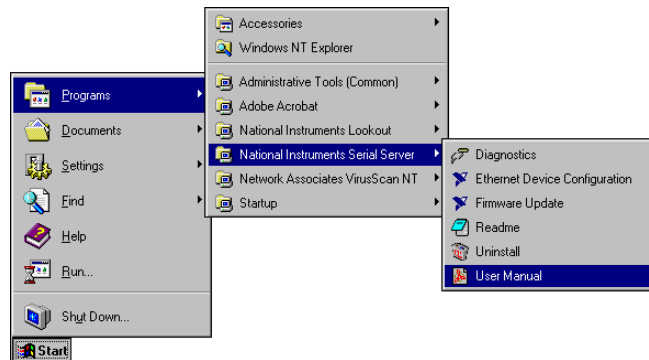 Programs
Documents
Settings
Find
Help
Run...
Shut Down...
Start
Accessories
Windows NT Explorer
Administrative Tools (Common)
Adobe Acrobat
National Instruments Lookout
National Instruments Serial Server
Network Associates VirusScan NT
Startup
Diagnostics
Ethernet Device Configuration
Firmware Update
Readme
Uninstall
User Manual